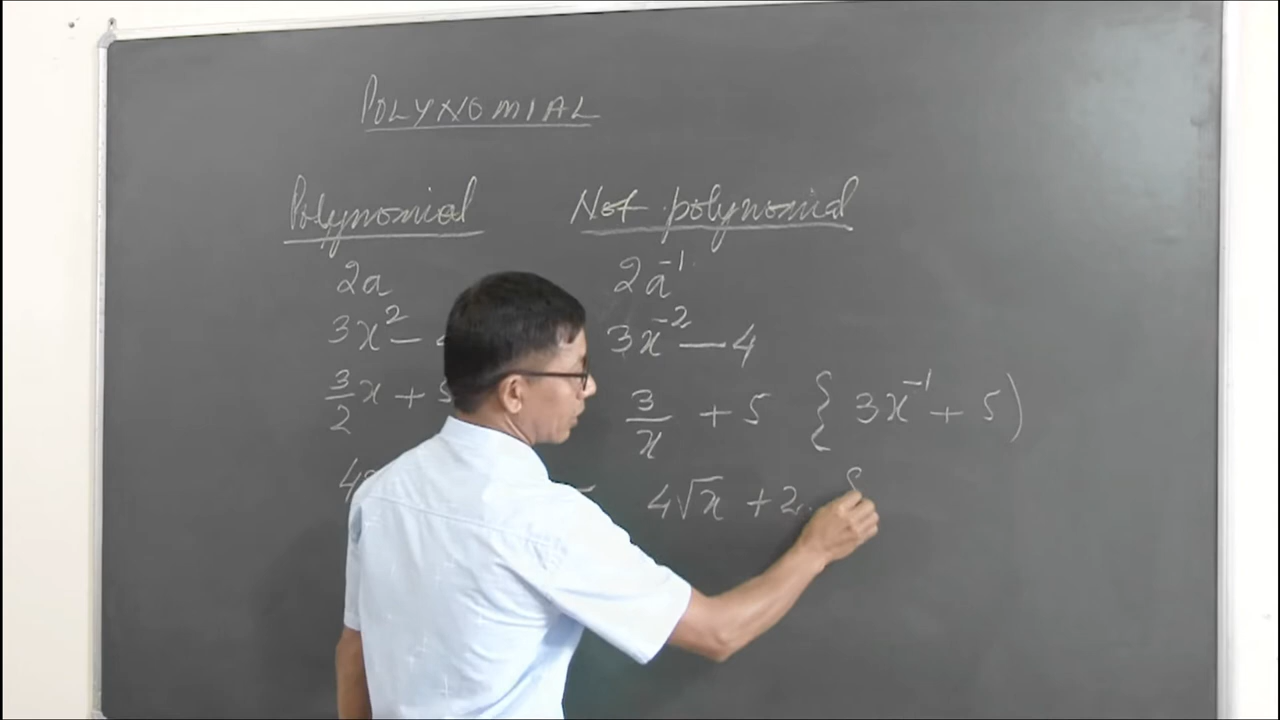 POLYNOMIAL
Polynomial Not polynomial
2a 2a⁻¹
3x² - 3x⁻² - 4
3/2 x + 5 3/x + 5 { 3x⁻¹ + 5 )
4 4√x + 2 {